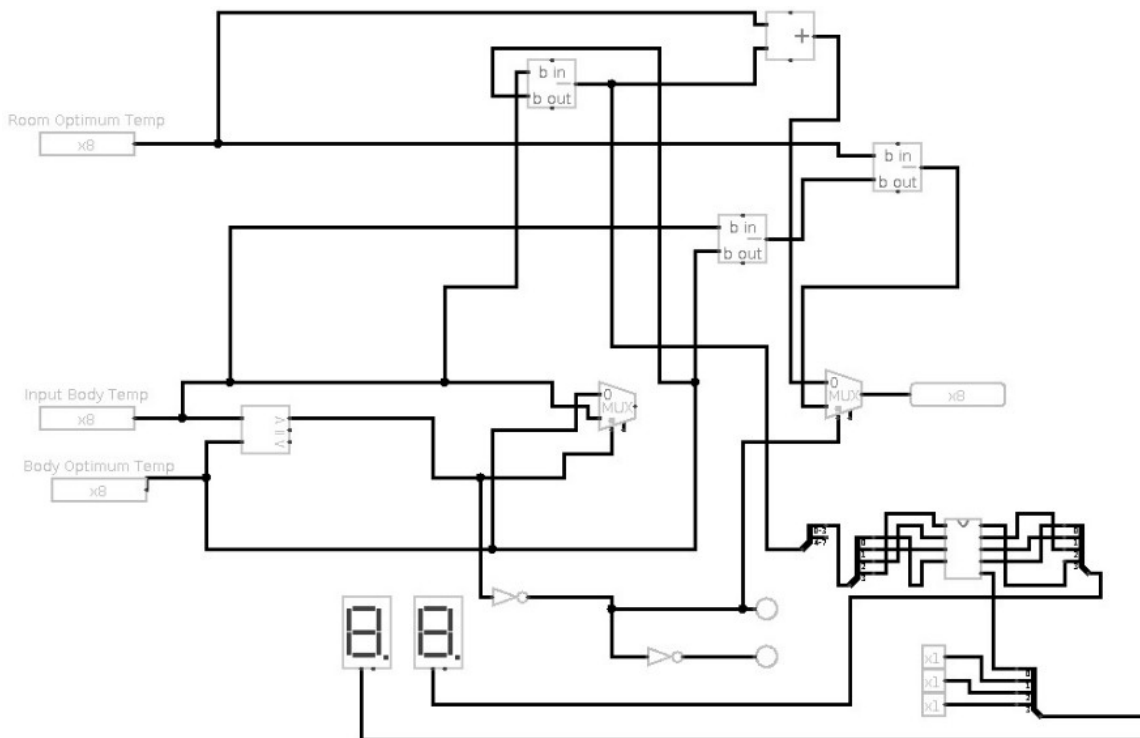 +
b in
b out
Room Optimum Temp
x8
b in
b out
b in
b out
Input Body Temp
x8
0
MUX
0
MUX
x8
Body Optimum Temp
x8
x1
x1
x1